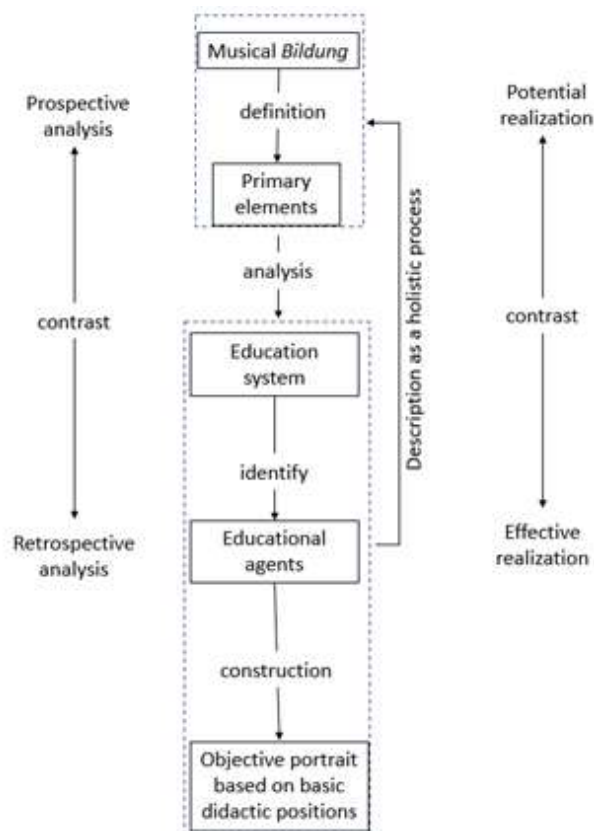 Musical Bildung
Prospective
analysis
Potential
realization
definition
Primary
elements
analysis
contrast
contrast
Description as a holistic process
Education
system
identify
Retrospective
analysis
Educational
agents
Effective
realization
construction
Objective portrait
based on basic
didactic positions